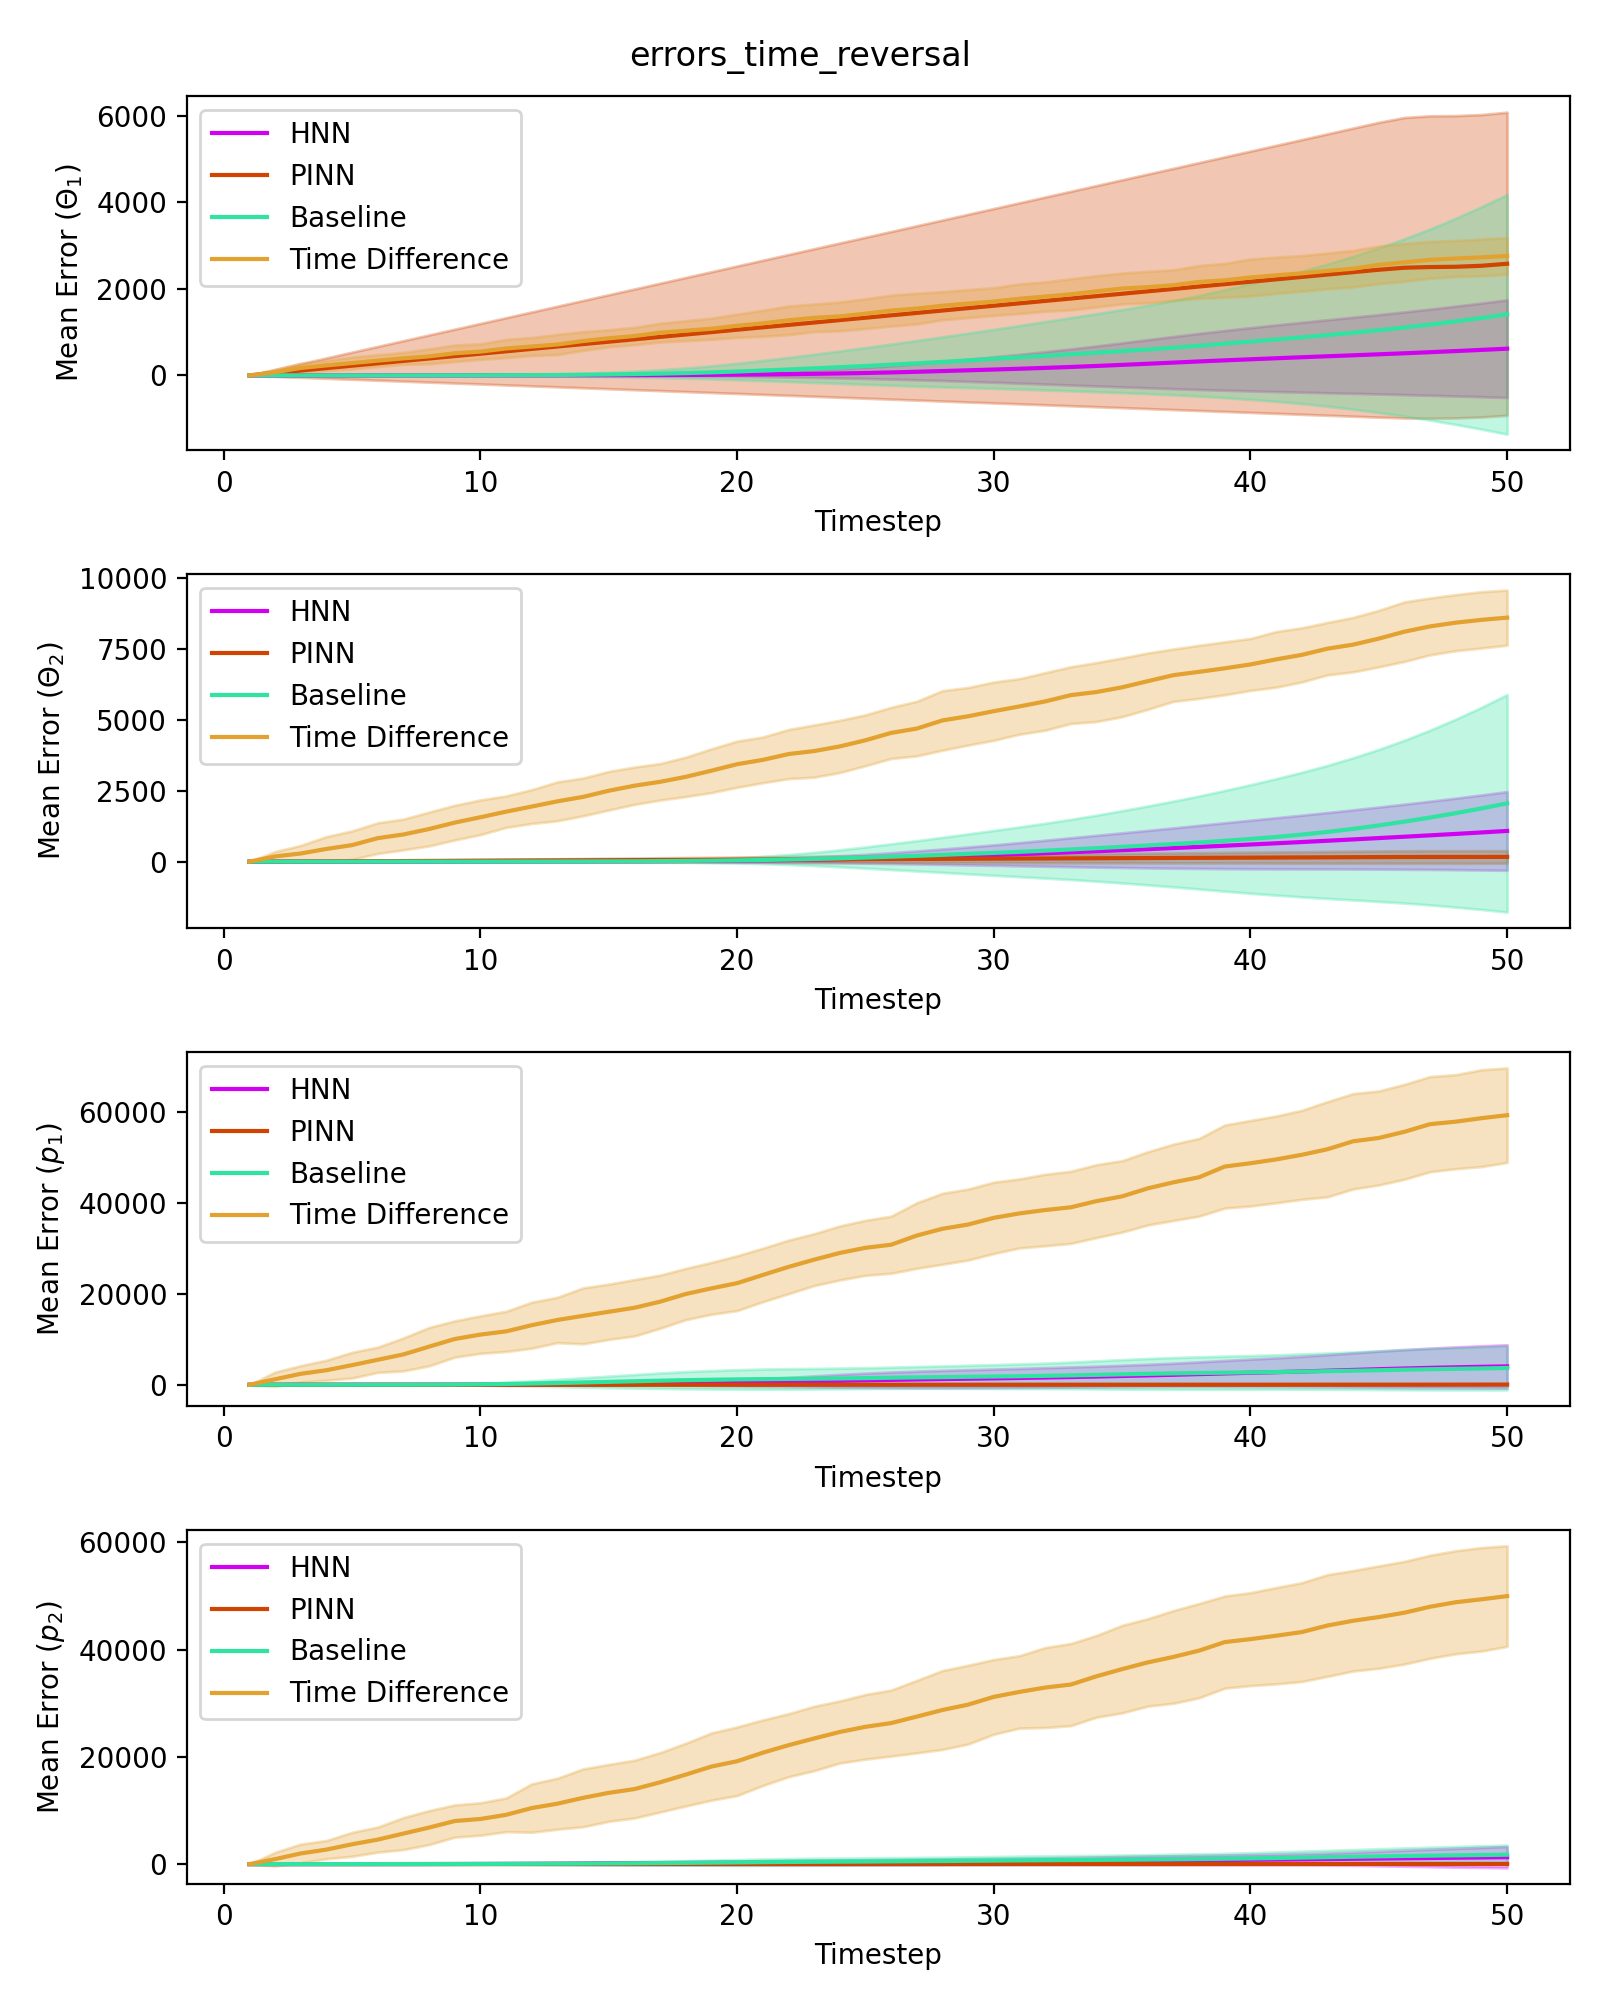 errors_time_reversal
Mean Error (Θ₁)
6000
4000
2000
0
HNN
PINN
Baseline
Time Difference
0 10 20 30 40 50
Timestep
Mean Error (Θ₂)
10000
7500
5000
2500
0
HNN
PINN
Baseline
Time Difference
0 10 20 30 40 50
Timestep
Mean Error (p₁)
60000
40000
20000
0
HNN
PINN
Baseline
Time Difference
0 10 20 30 40 50
Timestep
Mean Error (p₂)
60000
40000
20000
0
HNN
PINN
Baseline
Time Difference
0 10 20 30 40 50
Timestep